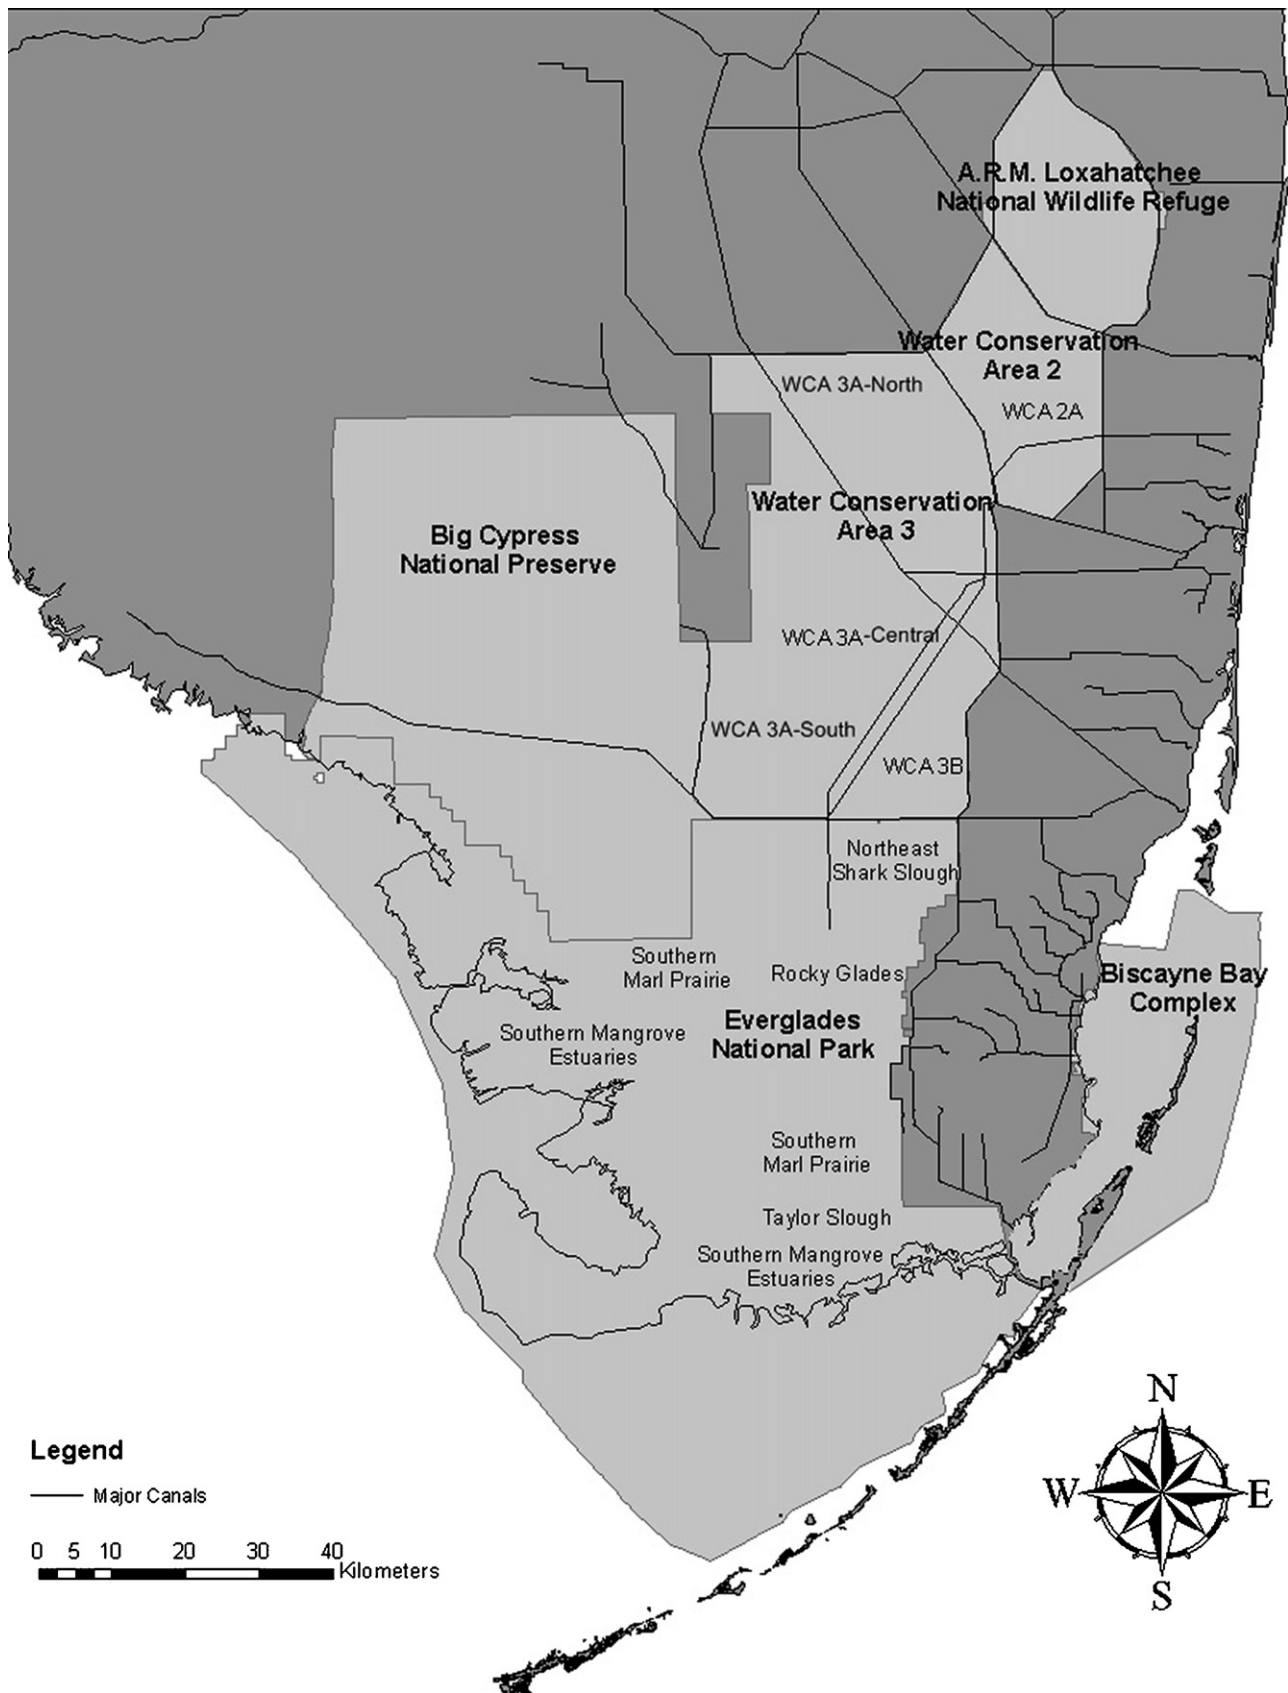 A.R.M. Loxahatchee
National Wildlife Refuge
Water Conservation
Area 2
WCA 3A-North
WCA 2A
Water Conservation
Area 3
Big Cypress
National Preserve
WCA 3A-Central
WCA 3A-South
WCA 3B
Northeast
Shark Slough
Southern
Marl Prairie
Rocky Glades
Biscayne Bay
Complex
Everglades
National Park
Southern Mangrove
Estuaries
Southern
Marl Prairie
Taylor Slough
Southern Mangrove
Estuaries
N
W
E
S
Legend
Major Canals
0 5 10 20 30 40
Kilometers